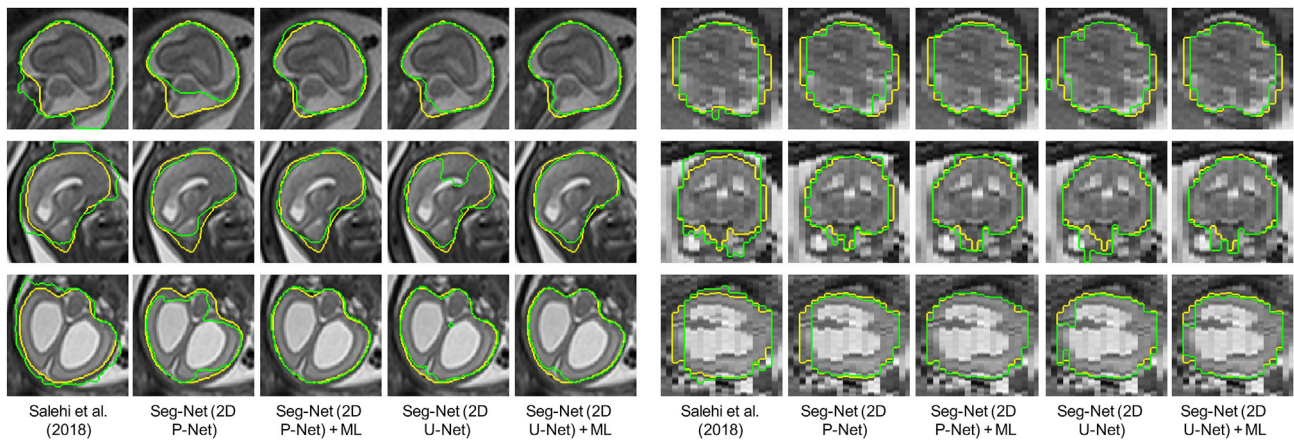 Salehi et al.
(2018)
Seg-Net (2D
P-Net)
Seg-Net (2D
P-Net) + ML
Seg-Net (2D
U-Net)
Seg-Net (2D
U-Net) + ML
Salehi et al.
(2018)
Seg-Net (2D
P-Net)
Seg-Net (2D
P-Net) + ML
Seg-Net (2D
U-Net)
Seg-Net (2D
U-Net) + ML